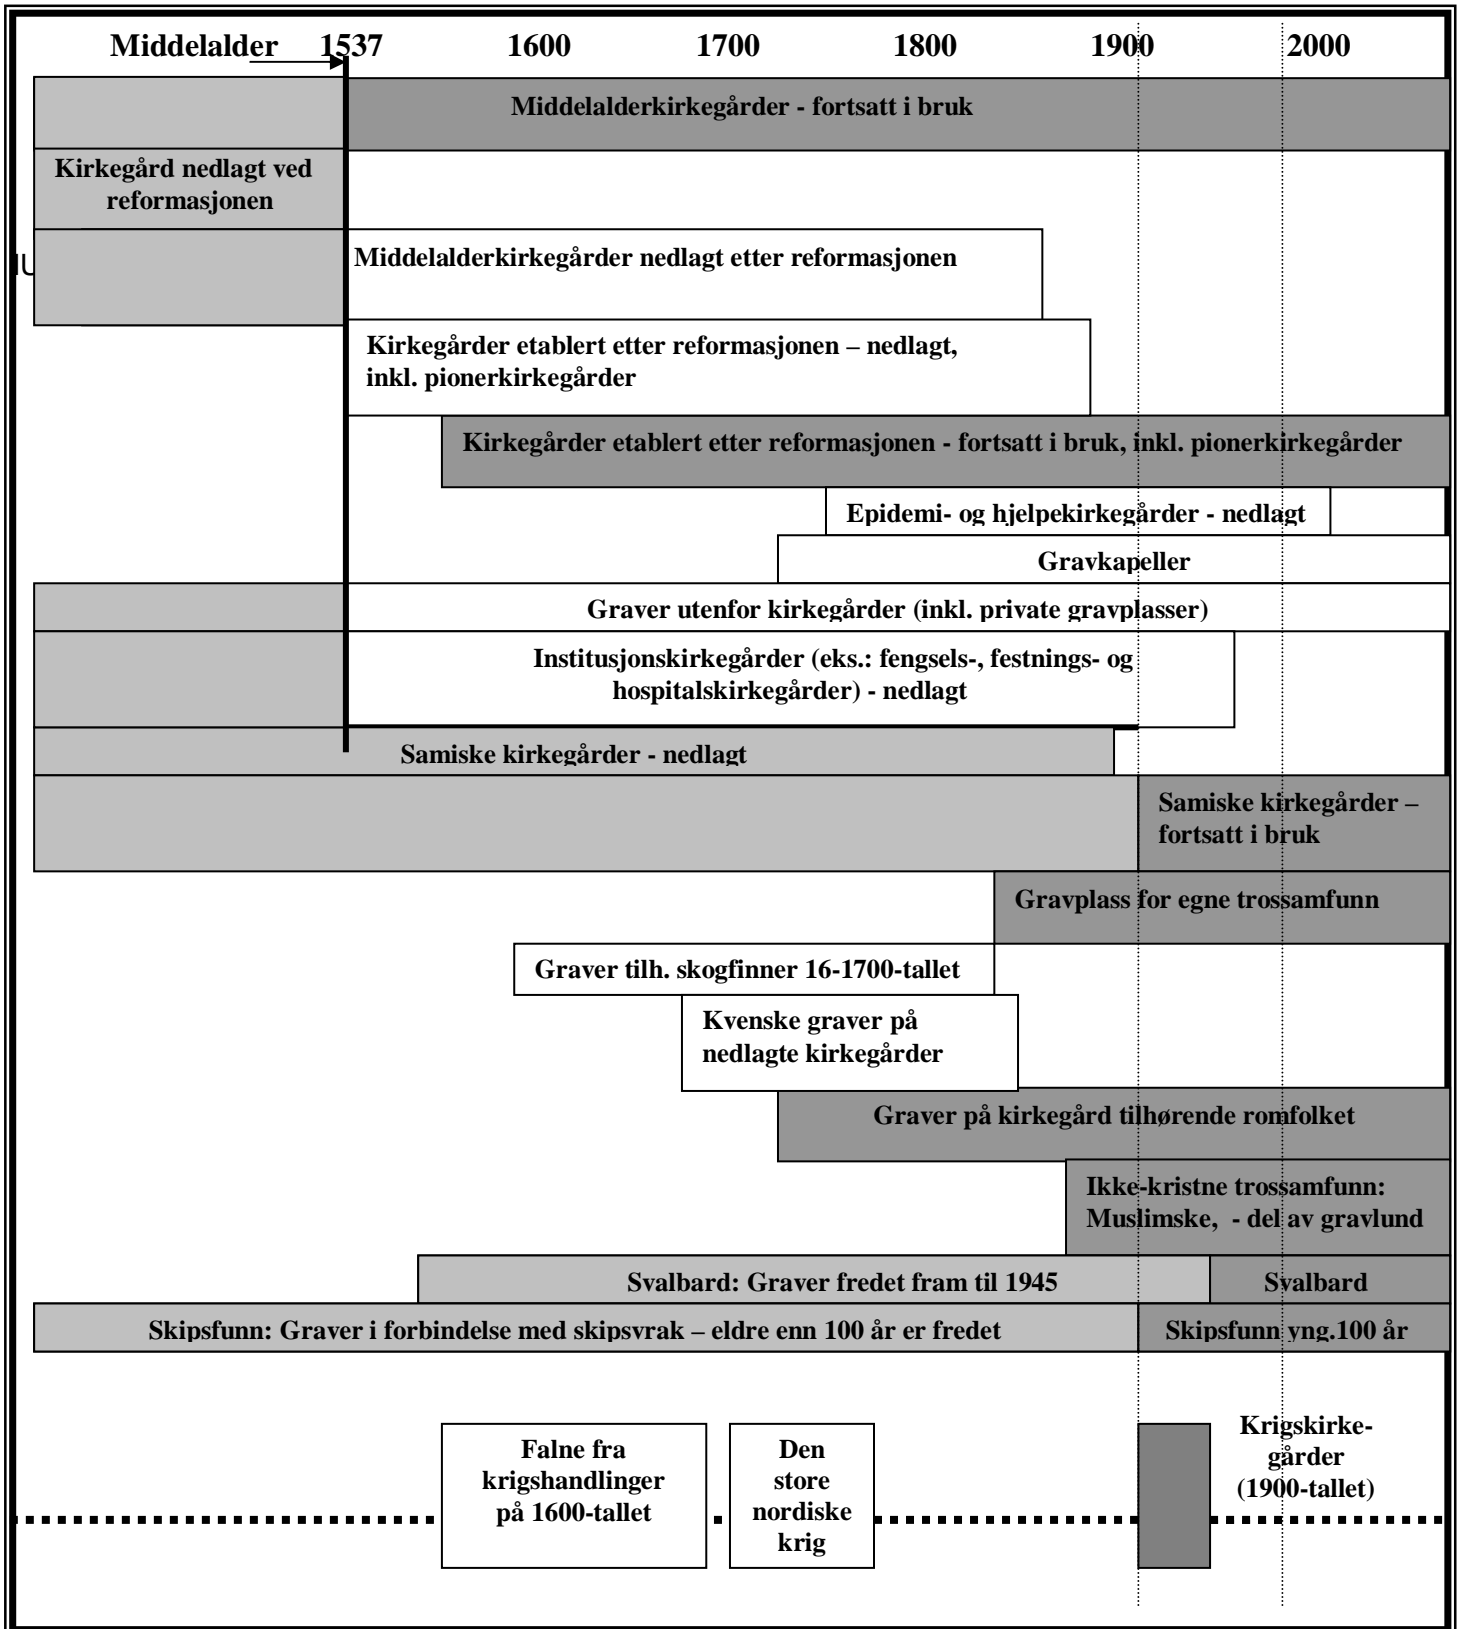 Middelalder 1537 1600 1700 1800 1900 2000
Middelalderkirkegårder - fortsatt i bruk
Kirkegård nedlagt ved
reformasjonen
Middelalderkirkegårder nedlagt etter reformasjonen
Kirkegårder etablert etter reformasjonen – nedlagt,
inkl. pionerkirkegårder
Kirkegårder etablert etter reformasjonen - fortsatt i bruk, inkl. pionerkirkegårder
Epidemi- og hjelpekirkegårder - nedlagt
Gravkapeller
Graver utenfor kirkegårder (inkl. private gravplasser)
Institusjonskirkegårder (eks.: fengsels-, festnings- og
hospitalskirkegårder) - nedlagt
Samiske kirkegårder - nedlagt
Samiske kirkegårder –
fortsatt i bruk
Gravplass for egne trossamfunn
Graver tilh. skogfinner 16-1700-tallet
Kvenske graver på
nedlagte kirkegårder
Graver på kirkegård tilhørende romfolket
Ikke-kristne trossamfunn:
Muslimske, - del av gravlund
Svalbard: Graver fredet fram til 1945
Svalbard
Skipsfunn: Graver i forbindelse med skipsvrak – eldre enn 100 år er fredet
Skipsfunn yng.100 år
Falne fra
krigshandlinger
på 1600-tallet
Den
store
nordiske
krig
Krigskirke-
gårder
(1900-tallet)